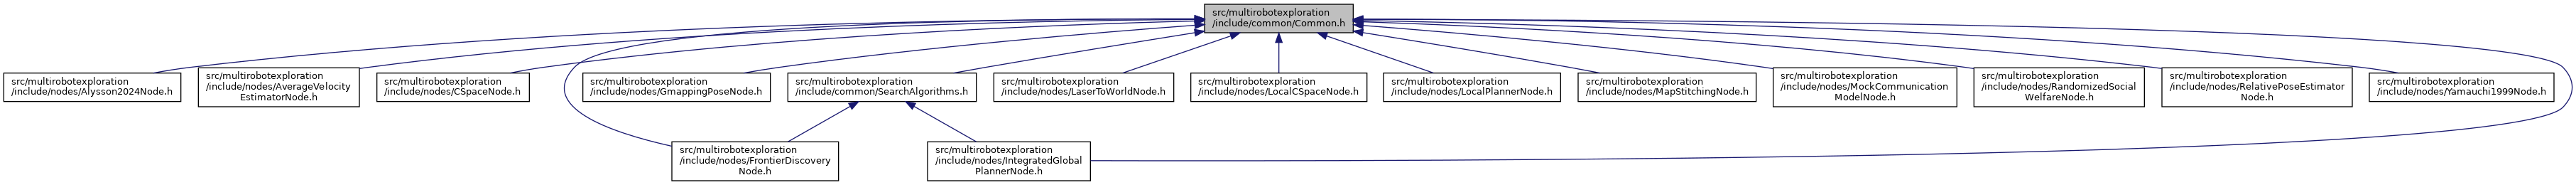 src/multirobotexploration
/include/common/Common.h
src/multirobotexploration
/include/nodes/Alysson2024Node.h
src/multirobotexploration
/include/nodes/AverageVelocity
EstimatorNode.h
src/multirobotexploration
/include/nodes/CSpaceNode.h
src/multirobotexploration
/include/nodes/GmappingPoseNode.h
src/multirobotexploration
/include/common/SearchAlgorithms.h
src/multirobotexploration
/include/nodes/LaserToWorldNode.h
src/multirobotexploration
/include/nodes/LocalCSpaceNode.h
src/multirobotexploration
/include/nodes/LocalPlannerNode.h
src/multirobotexploration
/include/nodes/MapStitchingNode.h
src/multirobotexploration
/include/nodes/MockCommunication
ModelNode.h
src/multirobotexploration
/include/nodes/RandomizedSocial
WelfareNode.h
src/multirobotexploration
/include/nodes/RelativePoseEstimator
Node.h
src/multirobotexploration
/include/nodes/Yamauchi1999Node.h
src/multirobotexploration
/include/nodes/FrontierDiscovery
Node.h
src/multirobotexploration
/include/nodes/IntegratedGlobal
PlannerNode.h